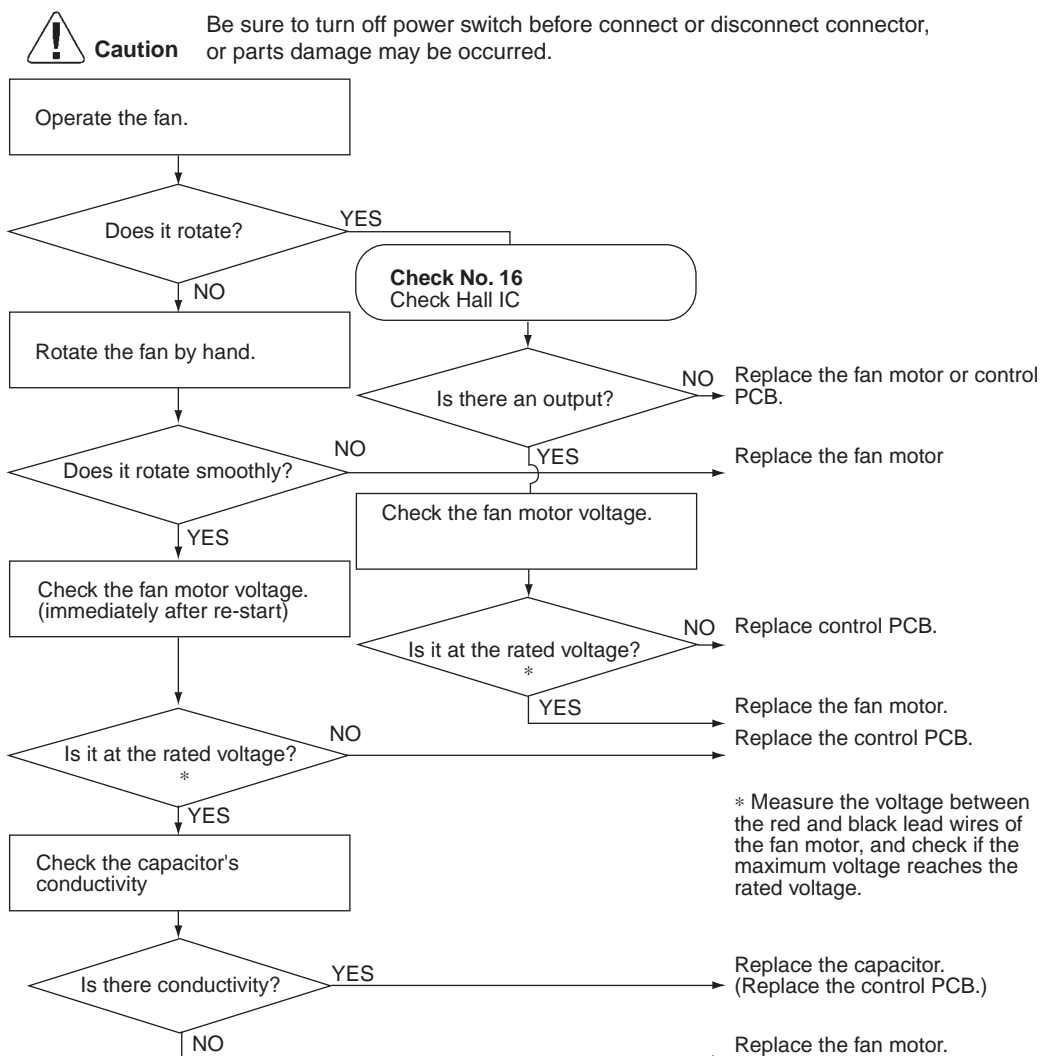 Be sure to turn off power switch before connect or disconnect connector,
Caution or parts damage may be occurred.
Operate the fan.
Does it rotate?
YES
NO
Check No. 16
Check Hall IC
Rotate the fan by hand.
Is there an output?
NO
Replace the fan motor or control
PCB.
YES
Does it rotate smoothly?
NO
Replace the fan motor
YES
Check the fan motor voltage.
Check the fan motor voltage.
(immediately after re-start)
Is it at the rated voltage?
*
NO
Replace control PCB.
YES
Replace the fan motor.
Is it at the rated voltage?
*
NO
Replace the control PCB.
YES
* Measure the voltage between
the red and black lead wires of
the fan motor, and check if the
maximum voltage reaches the
rated voltage.
Check the capacitor's
conductivity
Is there conductivity?
YES
Replace the capacitor.
(Replace the control PCB.)
NO
Replace the fan motor.